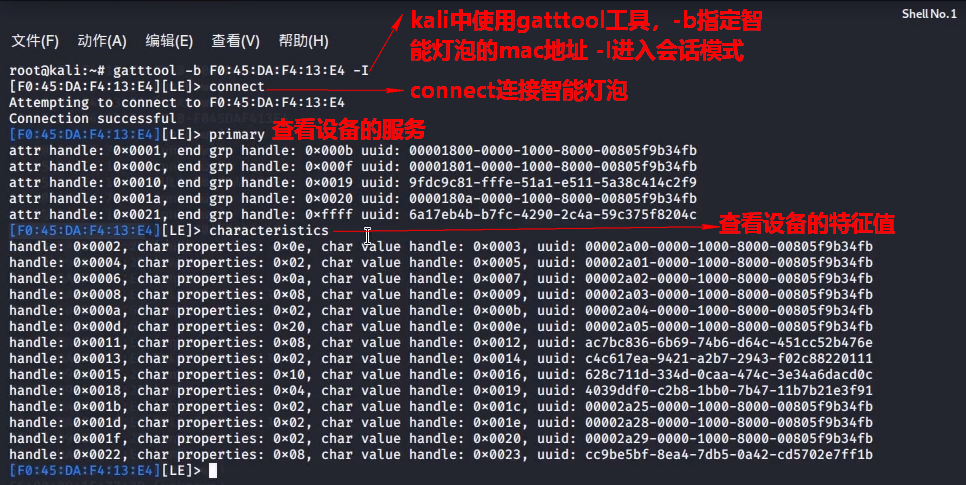 Shell No. 1
文件(F) 动作(A) 编辑(E) 查看(V) 帮助(H)
kali中使用gatttool工具，-b指定智
能灯泡的mac地址 -I进入会话模式
root@kali:~# gatttool -b F0:45:DA:F4:13:E4 -I
[F0:45:DA:F4:13:E4][LE]> connect
connect连接智能灯泡
Attempting to connect to F0:45:DA:F4:13:E4
Connection successful
[F0:45:DA:F4:13:E4][LE]> primary 查看设备的服务
attr handle: 0×0001, end grp handle: 0×000b uuid: 00001800-0000-1000-8000-00805f9b34fb
attr handle: 0×000c, end grp handle: 0×000f uuid: 00001801-0000-1000-8000-00805f9b34fb
attr handle: 0×0010, end grp handle: 0×0019 uuid: 9fdc9c81-fffe-51a1-e511-5a38c414c2f9
attr handle: 0×001a, end grp handle: 0×0020 uuid: 0000180a-0000-1000-8000-00805f9b34fb
attr handle: 0×0021, end grp handle: 0×ffff uuid: 6a17eb4b-b7fc-4290-2c4a-59c375f8204c
[F0:45:DA:F4:13:E4][LE]> characteristics 查看设备的特征值
handle: 0×0002, char properties: 0×0e, char value handle: 0×0003, uuid: 00002a00-0000-1000-8000-00805f9b34fb
handle: 0×0004, char properties: 0×02, char value handle: 0×0005, uuid: 00002a01-0000-1000-8000-00805f9b34fb
handle: 0×0006, char properties: 0×0a, char value handle: 0×0007, uuid: 00002a02-0000-1000-8000-00805f9b34fb
handle: 0×0008, char properties: 0×08, char value handle: 0×0009, uuid: 00002a03-0000-1000-8000-00805f9b34fb
handle: 0×000a, char properties: 0×02, char value handle: 0×000b, uuid: 00002a04-0000-1000-8000-00805f9b34fb
handle: 0×000d, char properties: 0×20, char value handle: 0×000e, uuid: 00002a05-0000-1000-8000-00805f9b34fb
handle: 0×0011, char properties: 0×08, char value handle: 0×0012, uuid: ac7bc836-6b69-74b6-d64c-451cc52b476e
handle: 0×0013, char properties: 0×02, char value handle: 0×0014, uuid: c4c617ea-9421-a2b7-2943-f02c88220111
handle: 0×0015, char properties: 0×10, char value handle: 0×0016, uuid: 628c711d-334d-0caa-474c-3e34a6dacd0c
handle: 0×0018, char properties: 0×04, char value handle: 0×0019, uuid: 4039ddf0-c2b8-1bb0-7b47-11b7b21e3f91
handle: 0×001b, char properties: 0×02, char value handle: 0×001c, uuid: 00002a25-0000-1000-8000-00805f9b34fb
handle: 0×001d, char properties: 0×02, char value handle: 0×001e, uuid: 00002a28-0000-1000-8000-00805f9b34fb
handle: 0×001f, char properties: 0×02, char value handle: 0×0020, uuid: 00002a29-0000-1000-8000-00805f9b34fb
handle: 0×0022, char properties: 0×08, char value handle: 0×0023, uuid: cc9be5bf-8ea4-7db5-0a42-cd5702e7ff1b
[F0:45:DA:F4:13:E4][LE]>